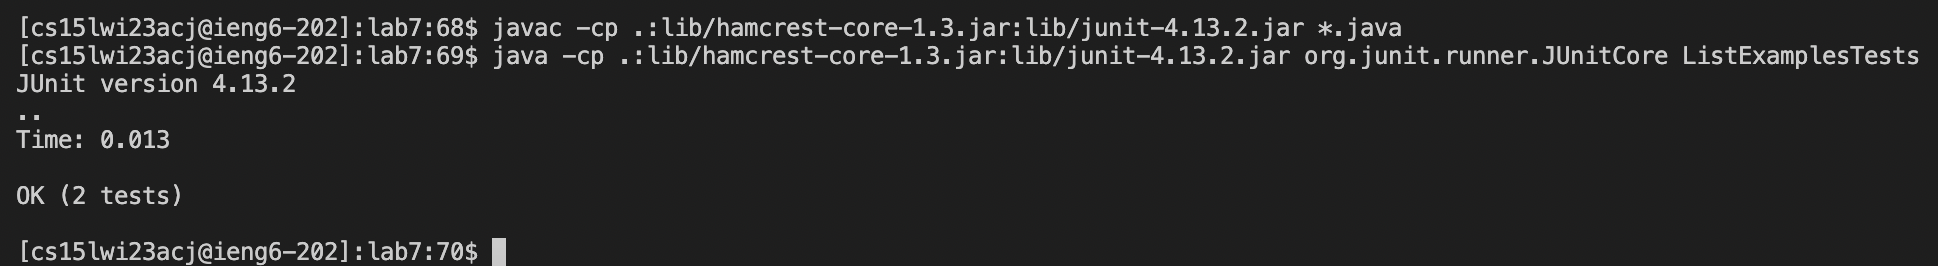 [cs15lwi23acj@ieng6-202]:lab7:68$ javac -cp .:lib/hamcrest-core-1.3.jar:lib/junit-4.13.2.jar *.java
[cs15lwi23acj@ieng6-202]:lab7:69$ java -cp .:lib/hamcrest-core-1.3.jar:lib/junit-4.13.2.jar org.junit.runner.JUnitCore ListExamplesTests
JUnit version 4.13.2
..
Time: 0.013
OK (2 tests)
[cs15lwi23acj@ieng6-202]:lab7:70$